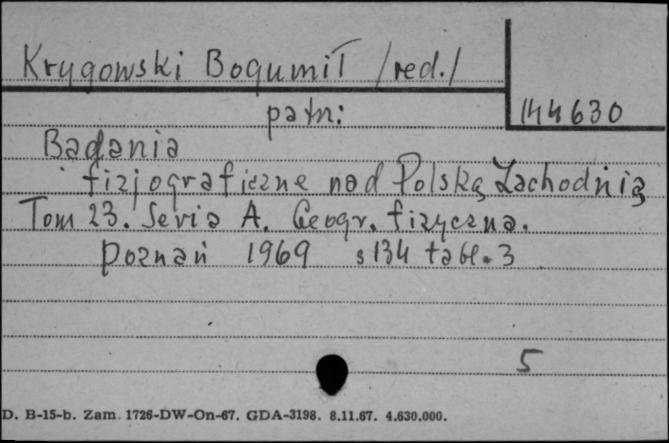 Krygowski Bogumił /red./
144630
patrz:
Badania
fizjograficzne nad Polską Zachodnią
Tom 23. Seria A. Geogr. fizyczna.
Poznań 1969 s 134 tabl. 3
5
D. B-15-b. Zam. 1726-DW-On-67. GDA-3198. 8.11.67. 4.630.000.